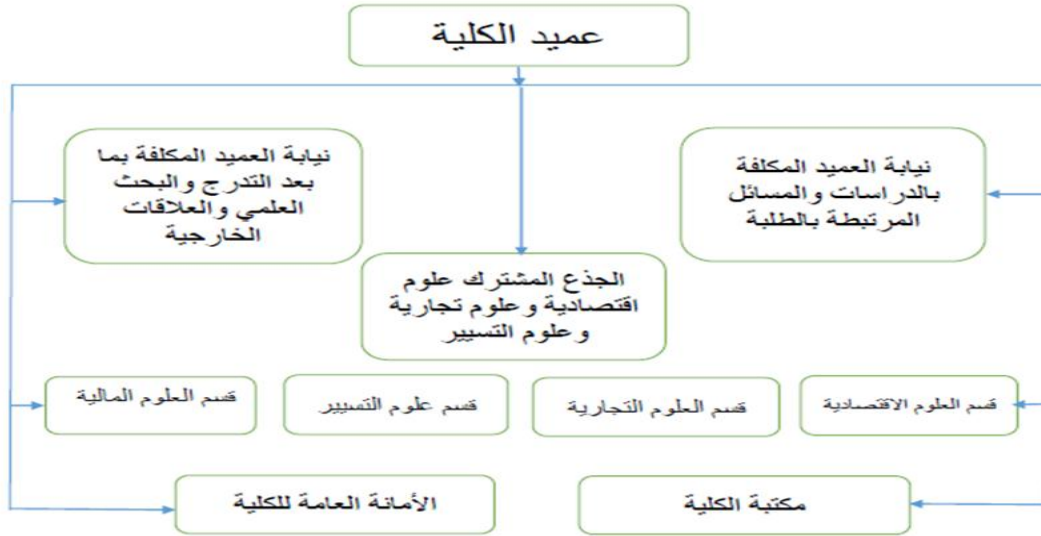 عميد الكلية
نيابة العميد المكلفة
بالدراسات والمسائل
المرتبطة بالطلبة
نيابة العميد المكلفة بما
بعد التدرج والبحث
العلمي والعلاقات
الخارجية
الجذع المشترك علوم
اقتصادية وعلوم تجارية
وعلوم التسيير
قسم العلوم الاقتصادية
قسم العلوم التجارية
قسم علوم التسيير
قسم العلوم المالية
مكتبة الكلية
الأمانة العامة للكلية